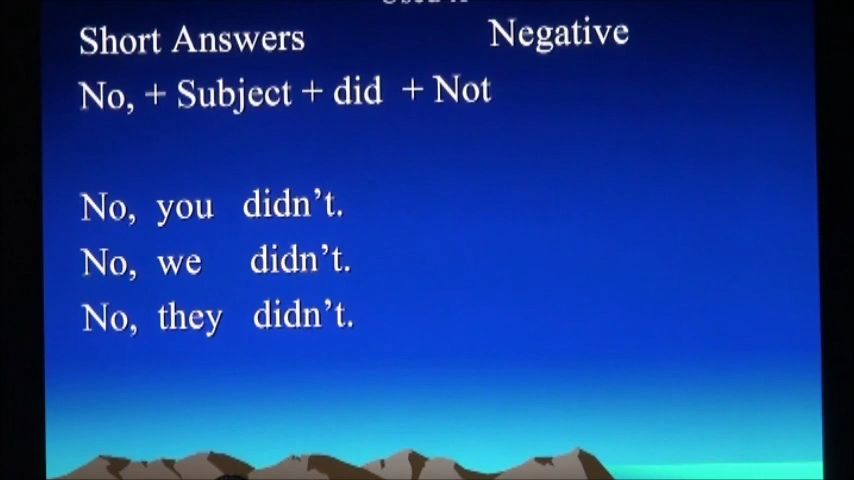 Short Answers Negative
No, + Subject + did + Not
No, you didn't.
No, we didn't.
No, they didn't.